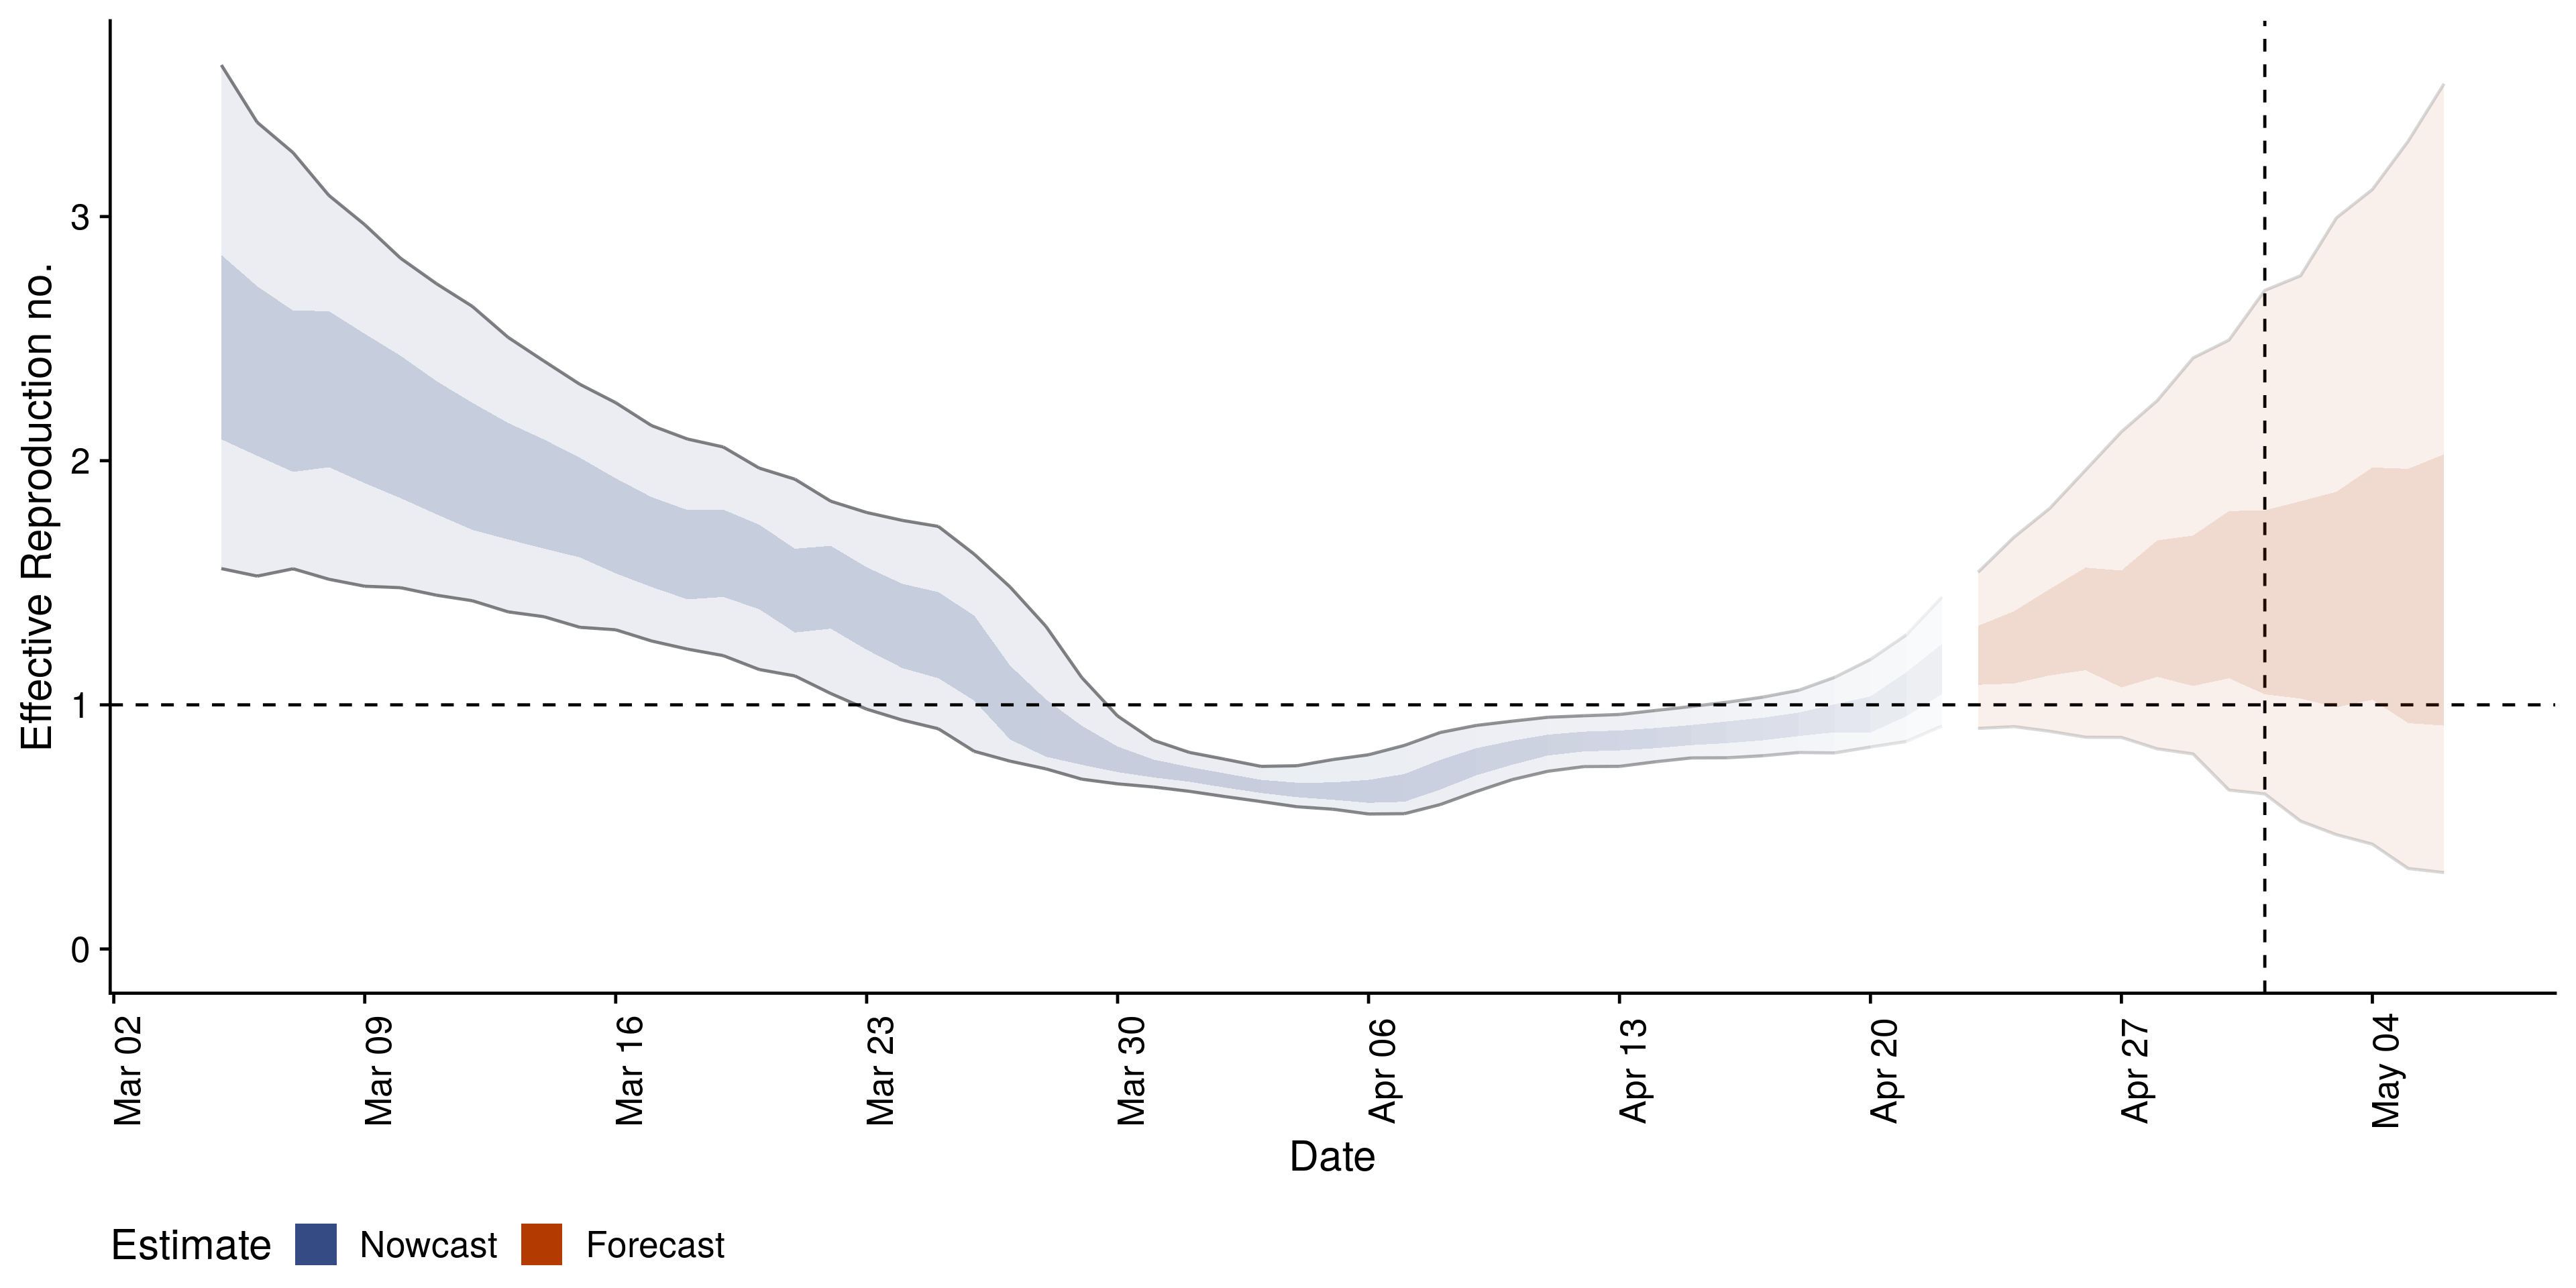 Effective Reproduction no.
3
2
1
0
Mar 02
Mar 09
Mar 16
Mar 23
Mar 30
Apr 06
Apr 13
Apr 20
Apr 27
May 04
Date
Estimate Nowcast Forecast